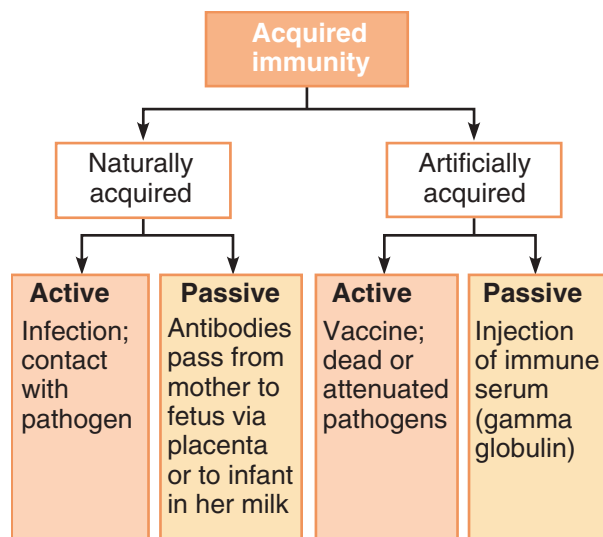 Acquired
immunity
Naturally
acquired
Artificially
acquired
Active
Infection;
contact
with
pathogen
Passive
Antibodies
pass from
mother to
fetus via
placenta
or to infant
in her milk
Active
Vaccine;
dead or
attenuated
pathogens
Passive
Injection
of immune
serum
(gamma
globulin)